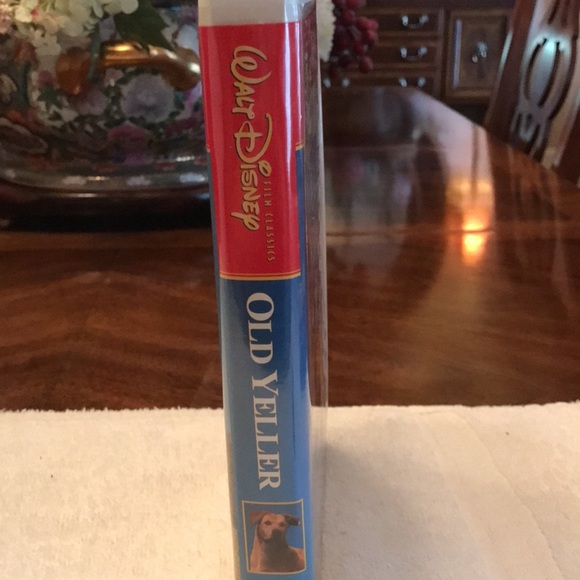 WALT DISNEY
FILM CLASSICS
OLD YELLER